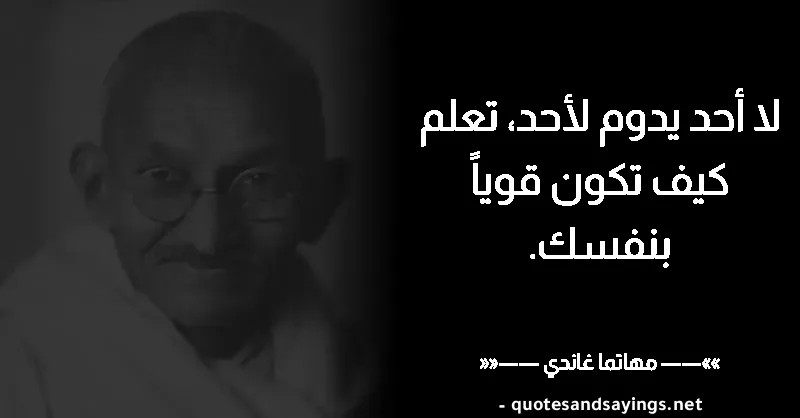 لا أحد يدوم لأحد، تعلم
كيف تكون قوياً
بنفسك.
»»—— مهاتما غاندي ——««
- quotesandsayings.net